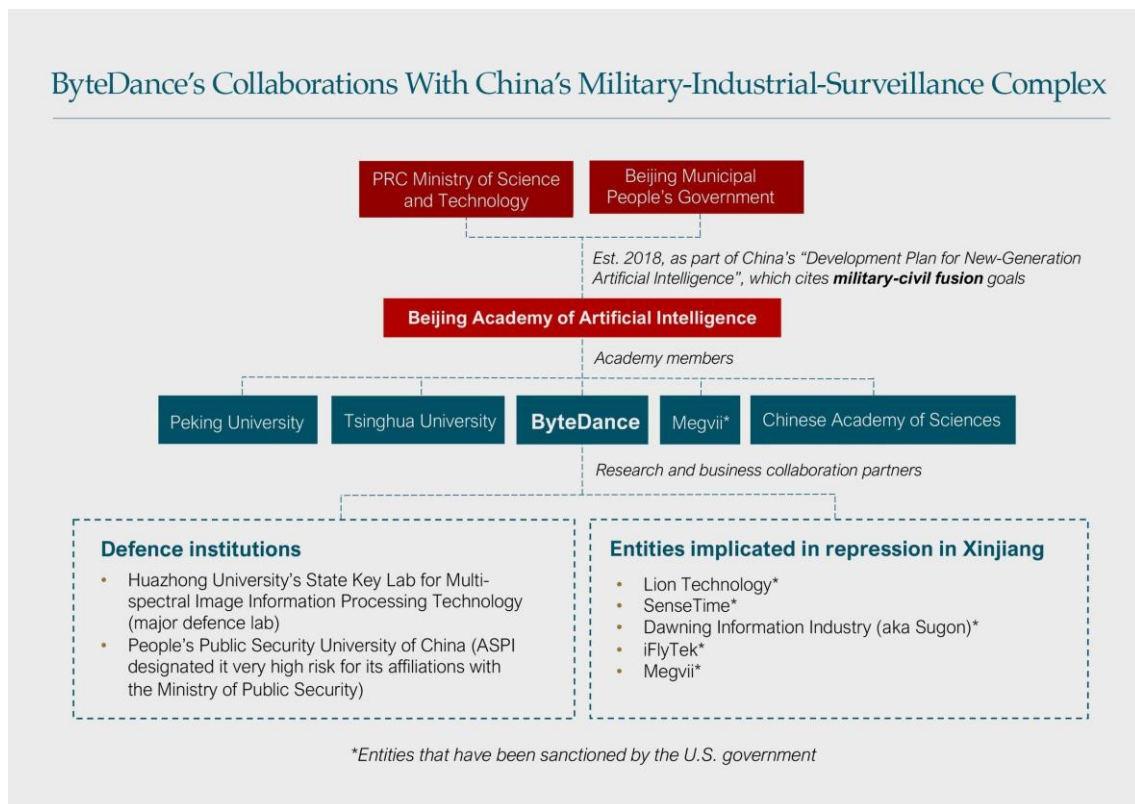 ByteDance's Collaborations With China's Military-Industrial-Surveillance Complex
PRC Ministry of Science
and Technology
Beijing Municipal
People's Government
Est. 2018, as part of China's “Development Plan for New-Generation
Artificial Intelligence”, which cites military-civil fusion goals
Beijing Academy of Artificial Intelligence
Academy members
Peking University
Tsinghua University
ByteDance
Megvii*
Chinese Academy of Sciences
Research and business collaboration partners
Defence institutions
• Huazhong University's State Key Lab for Multi-
spectral Image Information Processing Technology
(major defence lab)
• People's Public Security University of China (ASPI
designated it very high risk for its affiliations with
the Ministry of Public Security)
Entities implicated in repression in Xinjiang
• Lion Technology*
• SenseTime*
• Dawning Information Industry (aka Sugon)*
• iFlyTek*
• Megvii*
*Entities that have been sanctioned by the U.S. government